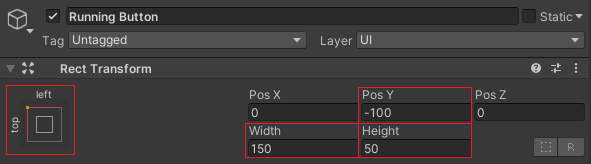 Running Button Static
Tag Untagged Layer UI
Rect Transform
left
top
Pos X Pos Y Pos Z
0 -100 0
Width Height
150 50
R